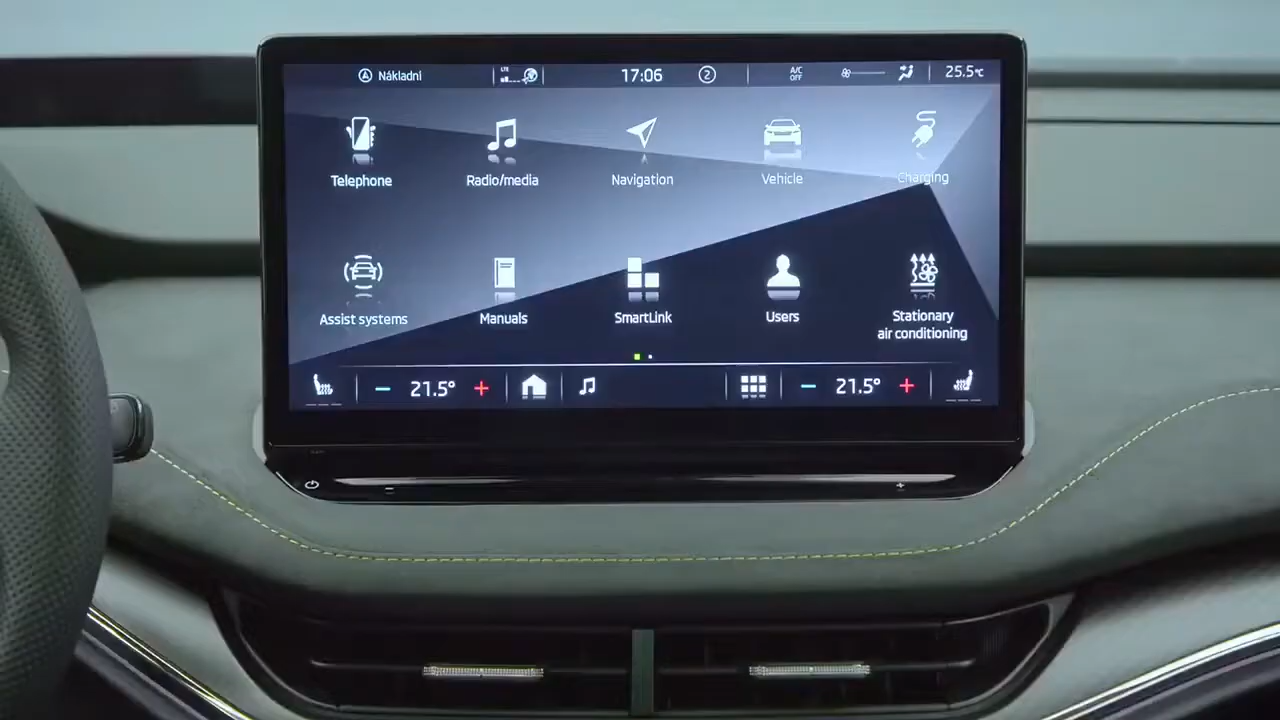 Nákladní
LTE
17:06
2
A/C
OFF
25.5°C
Telephone
Radio/media
Navigation
Vehicle
Charging
Assist systems
Manuals
SmartLink
Users
Stationary
air conditioning
21.5°
21.5°